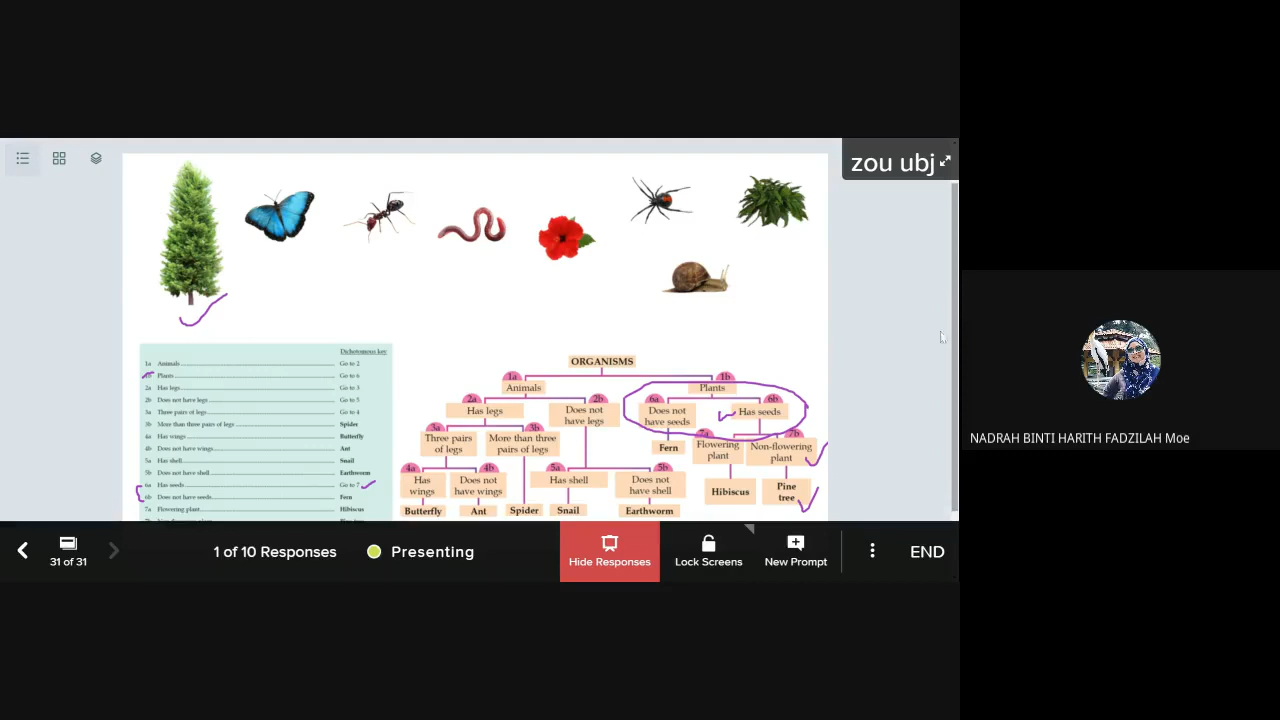 zou ubj
Dichotomous key
1a Animals Go to 2
1b Plants Go to 6
2a Has legs Go to 3
2b Does not have legs Go to 5
3a Three pairs of legs Go to 4
3b More than three pairs of legs Spider
4a Has wings Butterfly
4b Does not have wings Ant
5a Has shell Snail
5b Does not have shell Earthworm
6a Has seeds Go to 7
6b Does not have seeds Fern
7a Flowering plant Hibiscus
ORGANISMS
1a
1b
Animals
Plants
2a
2b
6a
6b
Has legs
Does not
have legs
Does not
have seeds
Has seeds
3a
3b
7a
7b
Three pairs
of legs
More than three
pairs of legs
Fern
Flowering
plant
Non-flowering
plant
4a
4b
5a
5b
Has
wings
Does not
have wings
Has shell
Does not
have shell
Hibiscus
Pine
tree
Butterfly
Ant
Spider
Snail
Earthworm
31 of 31
1 of 10 Responses
Presenting
Hide Responses
Lock Screens
New Prompt
END
NADRAH BINTI HARITH FADZILAH Moe